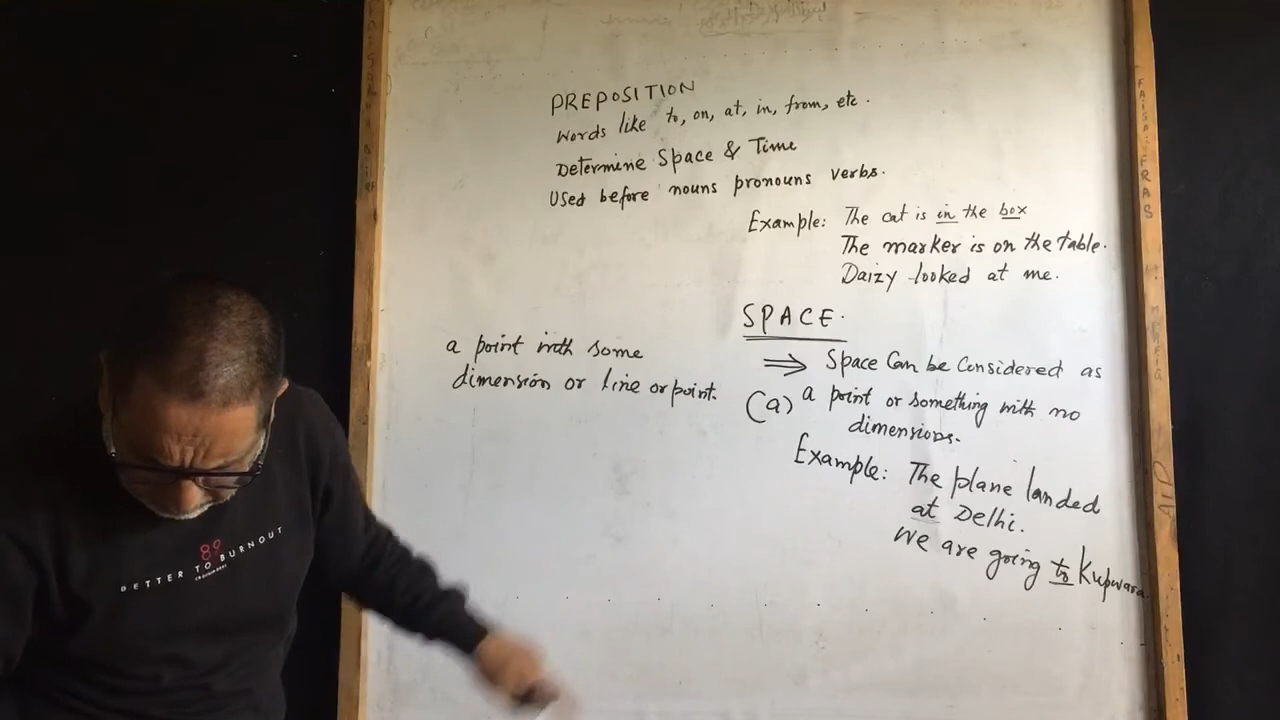 PREPOSITION
Words like to, on, at, in, from, etc.
Determine Space & Time
Used before nouns pronouns verbs.
Example: The cat is in the box
The marker is on the table.
Daizy looked at me.
SPACE.
⇒ Space Can be Considered as
(a) a point or something with no
dimensions.
Example: The plane landed
at Delhi.
We are going to Kupwara.
a point with some
dimension or line or point.
89
BETTER TO BURNOUT
ALP